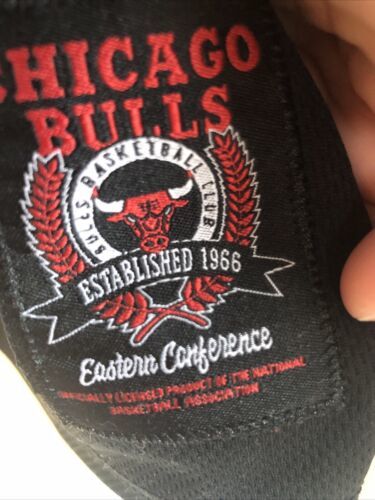 CHICAGO
BULLS
BULLS BASKETBALL CLUB
ESTABLISHED 1966
Eastern Conference
OFFICIALLY LICENSED PRODUCT OF THE NATIONAL
BASKETBALL ASSOCIATION